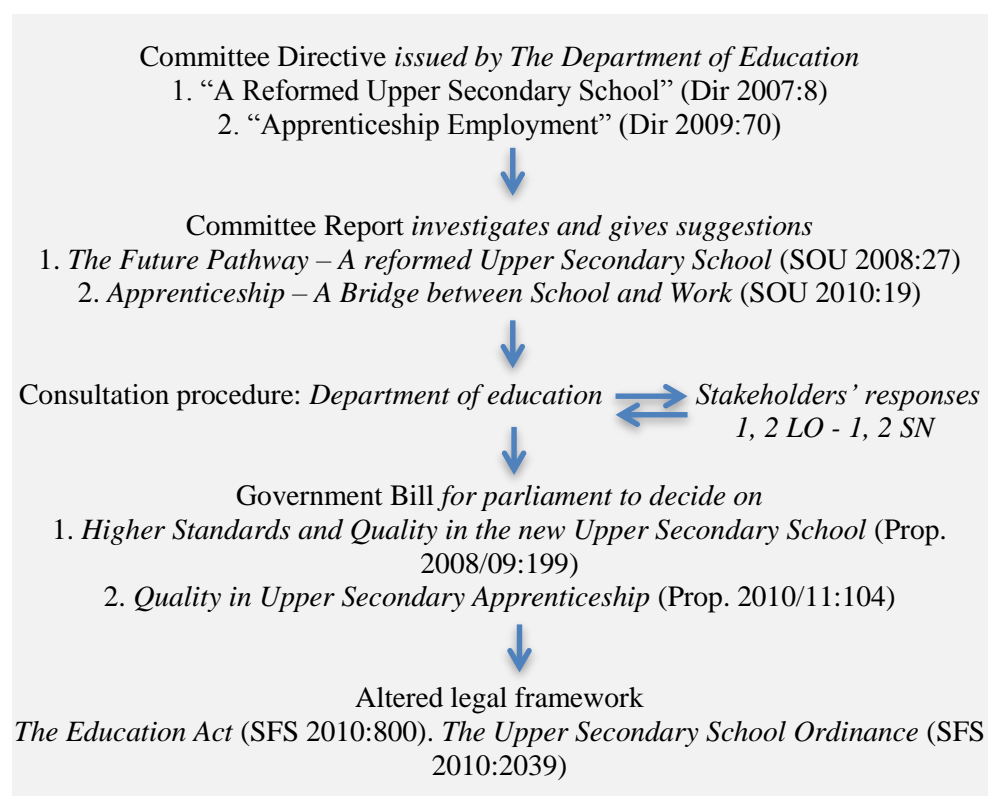 Committee Directive issued by The Department of Education
1. “A Reformed Upper Secondary School” (Dir 2007:8)
2. “Apprenticeship Employment” (Dir 2009:70)
Committee Report investigates and gives suggestions
1. The Future Pathway – A reformed Upper Secondary School (SOU 2008:27)
2. Apprenticeship – A Bridge between School and Work (SOU 2010:19)
Consultation procedure: Department of education Stakeholders’ responses
1, 2 LO - 1, 2 SN
Government Bill for parliament to decide on
1. Higher Standards and Quality in the new Upper Secondary School (Prop.
2008/09:199)
2. Quality in Upper Secondary Apprenticeship (Prop. 2010/11:104)
Altered legal framework
The Education Act (SFS 2010:800). The Upper Secondary School Ordinance (SFS
2010:2039)